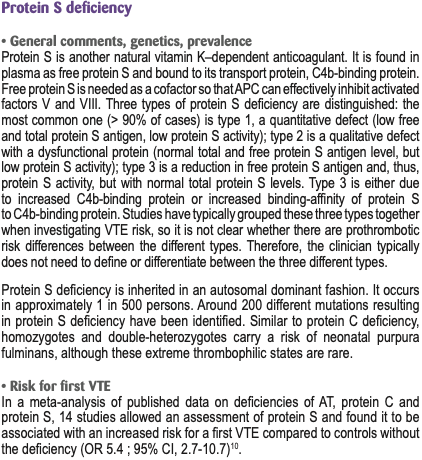 Protein S deficiency
• General comments, genetics, prevalence
Protein S is another natural vitamin K–dependent anticoagulant. It is found in
plasma as free protein S and bound to its transport protein, C4b-binding protein.
Free protein S is needed as a cofactor so that APC can effectively inhibit activated
factors V and VIII. Three types of protein S deficiency are distinguished: the
most common one (> 90% of cases) is type 1, a quantitative defect (low free
and total protein S antigen, low protein S activity); type 2 is a qualitative defect
with a dysfunctional protein (normal total and free protein S antigen level, but
low protein S activity); type 3 is a reduction in free protein S antigen and, thus,
protein S activity, but with normal total protein S levels. Type 3 is either due
to increased C4b-binding protein or increased binding-affinity of protein S
to C4b-binding protein. Studies have typically grouped these three types together
when investigating VTE risk, so it is not clear whether there are prothrombotic
risk differences between the different types. Therefore, the clinician typically
does not need to define or differentiate between the three different types.
Protein S deficiency is inherited in an autosomal dominant fashion. It occurs
in approximately 1 in 500 persons. Around 200 different mutations resulting
in protein S deficiency have been identified. Similar to protein C deficiency,
homozygotes and double-heterozygotes carry a risk of neonatal purpura
fulminans, although these extreme thrombophilic states are rare.
• Risk for first VTE
In a meta-analysis of published data on deficiencies of AT, protein C and
protein S, 14 studies allowed an assessment of protein S and found it to be
associated with an increased risk for a first VTE compared to controls without
the deficiency (OR 5.4 ; 95% CI, 2.7-10.7)¹⁰.